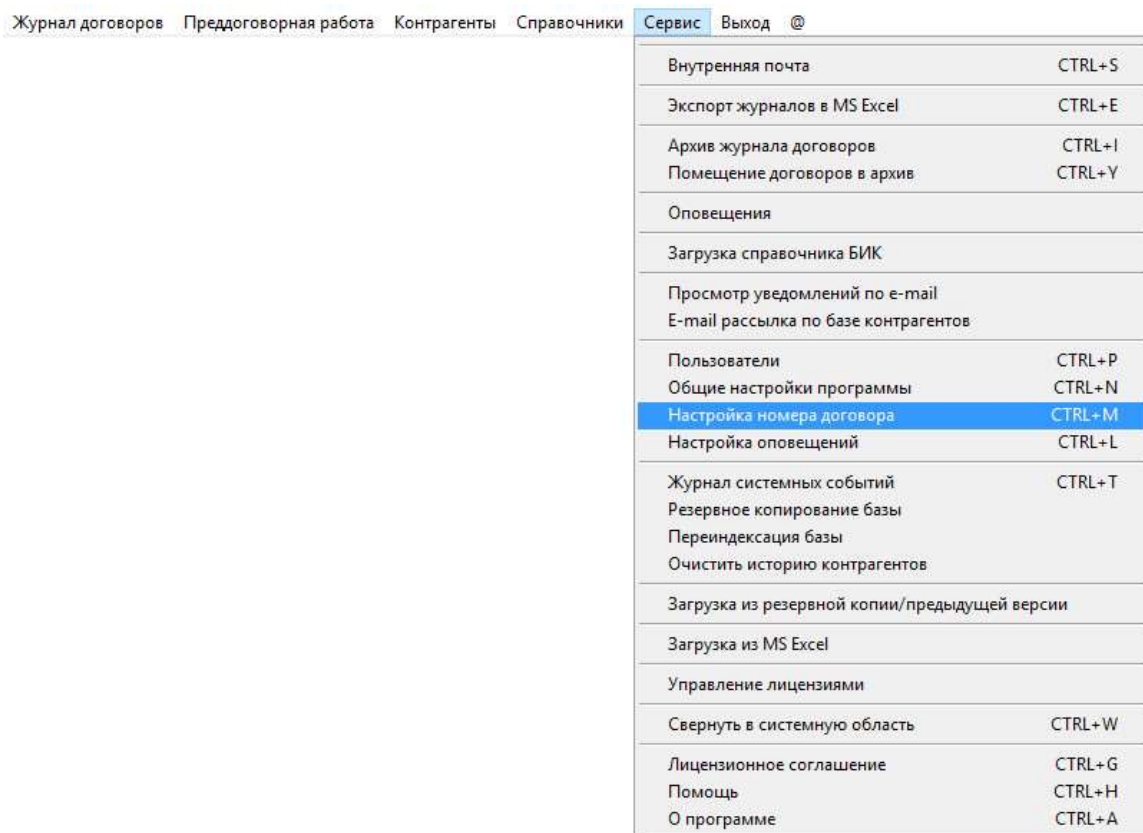 Журнал договоров Преддоговорная работа Контрагенты Справочники Сервис Выход @
Внутренняя почта CTRL+S
Экспорт журналов в MS Excel CTRL+E
Архив журнала договоров CTRL+I
Помещение договоров в архив CTRL+Y
Оповещения
Загрузка справочника БИК
Просмотр уведомлений по e-mail
E-mail рассылка по базе контрагентов
Пользователи CTRL+P
Общие настройки программы CTRL+N
Настройка номера договора CTRL+M
Настройка оповещений CTRL+L
Журнал системных событий CTRL+T
Резервное копирование базы
Переиндексация базы
Очистить историю контрагентов
Загрузка из резервной копии/предыдущей версии
Загрузка из MS Excel
Управление лицензиями
Свернуть в системную область CTRL+W
Лицензионное соглашение CTRL+G
Помощь CTRL+H
О программе CTRL+A